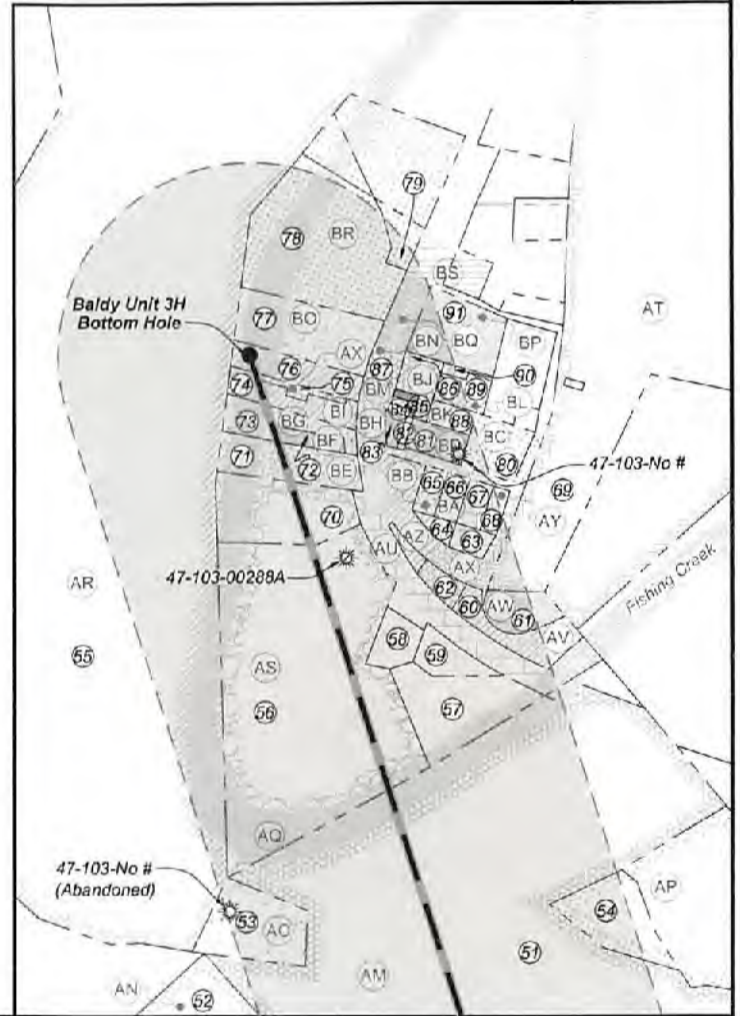 79
78
BR
BS
Baldy Unit 3H
Bottom Hole
77
BO
91
AT
BN
BQ
BP
76
AX
87
90
74
75
BM
BJ
86
89
BL
BI
BH
85
BK
88
73
BG
BF
82
81
BD
BC
47-103-No #
71
72
BE
83
80
BB
65
66
67
69
70
BA
68
AY
64
63
47-103-00288A
AU
AZ
AX
Fishing Creek
AR
62
60
AW
61
AV
55
58
59
AS
56
57
AQ
47-103-No #
(Abandoned)
AP
53
AO
54
51
AN
AM
52